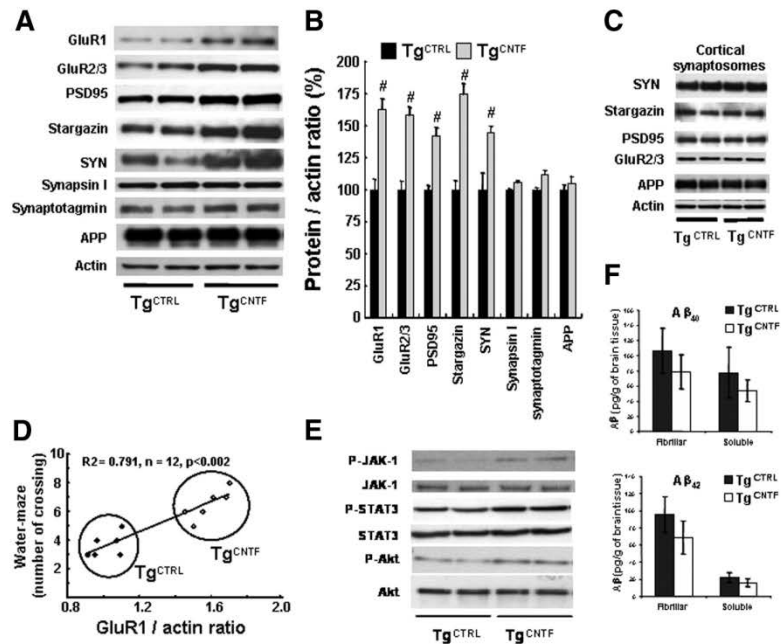 A
GluR1
GluR2/3
PSD95
Stargazin
SYN
Synapsin I
Synaptotagmin
APP
Actin
TgCTRL TgCNTF
B
TgCTRL TgCNTF
Protein / actin ratio (%)
200
175
150
125
100
75
50
25
0
# # # # #
GluR1 GluR2/3 PSD95 Stargazin SYN Synapsin I synaptotagmin APP
C
Cortical
synaptosomes
SYN
Stargazin
PSD95
GluR2/3
APP
Actin
TgCTRL TgCNTF
D
R2= 0.791, n = 12, p<0.002
Water-maze
(number of crossing)
10
8
6
4
2
TgCTRL
TgCNTF
0.8 1.2 1.6 2.0
GluR1 / actin ratio
E
P-JAK-1
JAK-1
P-STAT3
STAT3
P-Akt
Akt
TgCTRL TgCNTF
F
Aβ40
TgCTRL
TgCNTF
Aβ (pg/g of brain tissue)
Fibrillar Soluble
Aβ42
TgCTRL
TgCNTF
Aβ (pg/g of brain tissue)
Fibrillar Soluble